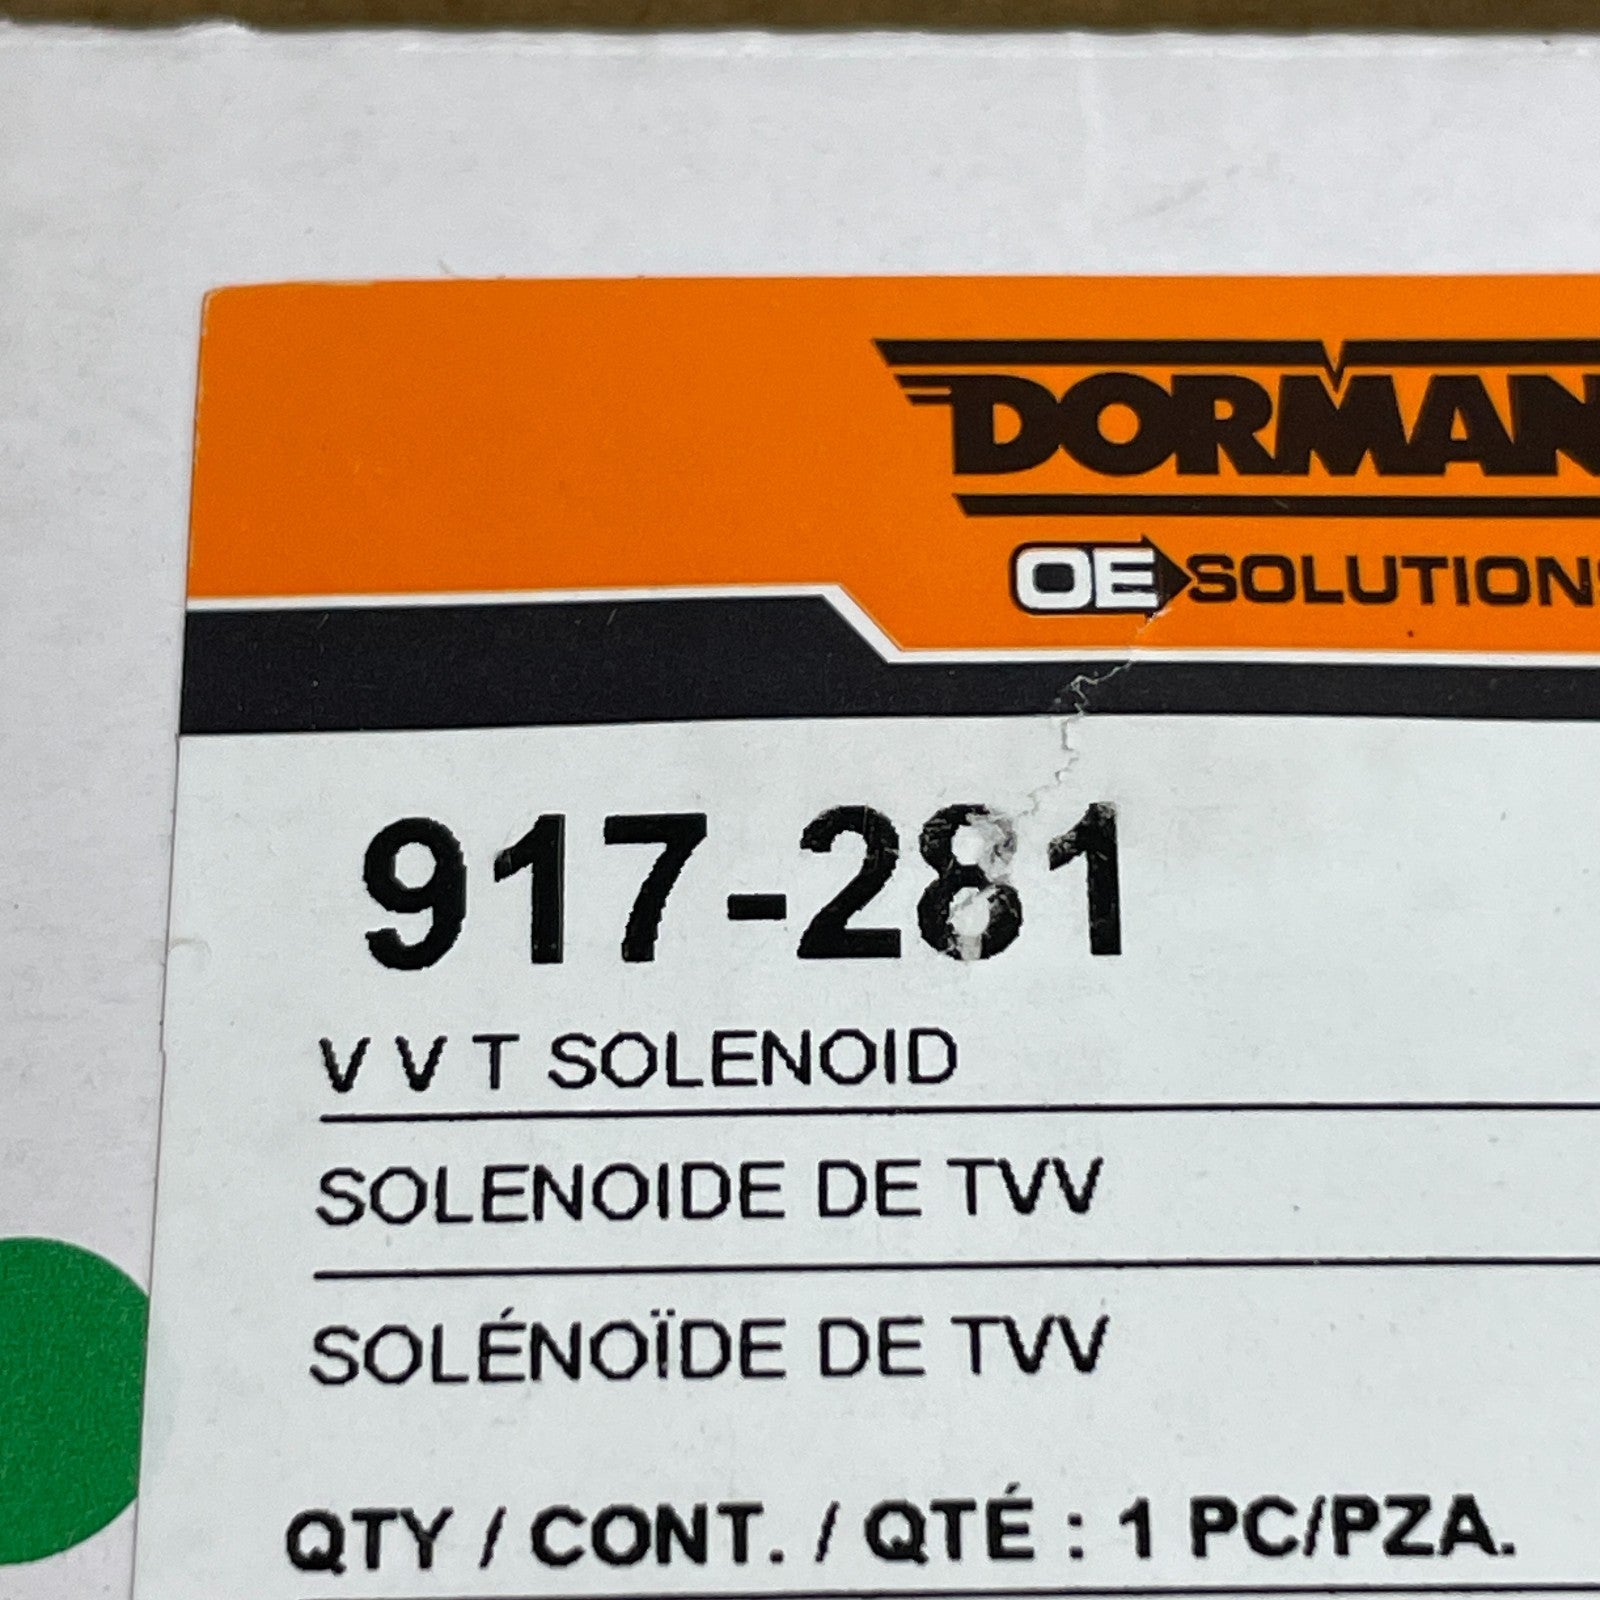 DORMAN
OE SOLUTIONS
917-281
V V T SOLENOID
SOLENOIDE DE TVV
SOLÉNOÏDE DE TVV
QTY / CONT. / QTÉ : 1 PC/PZA.